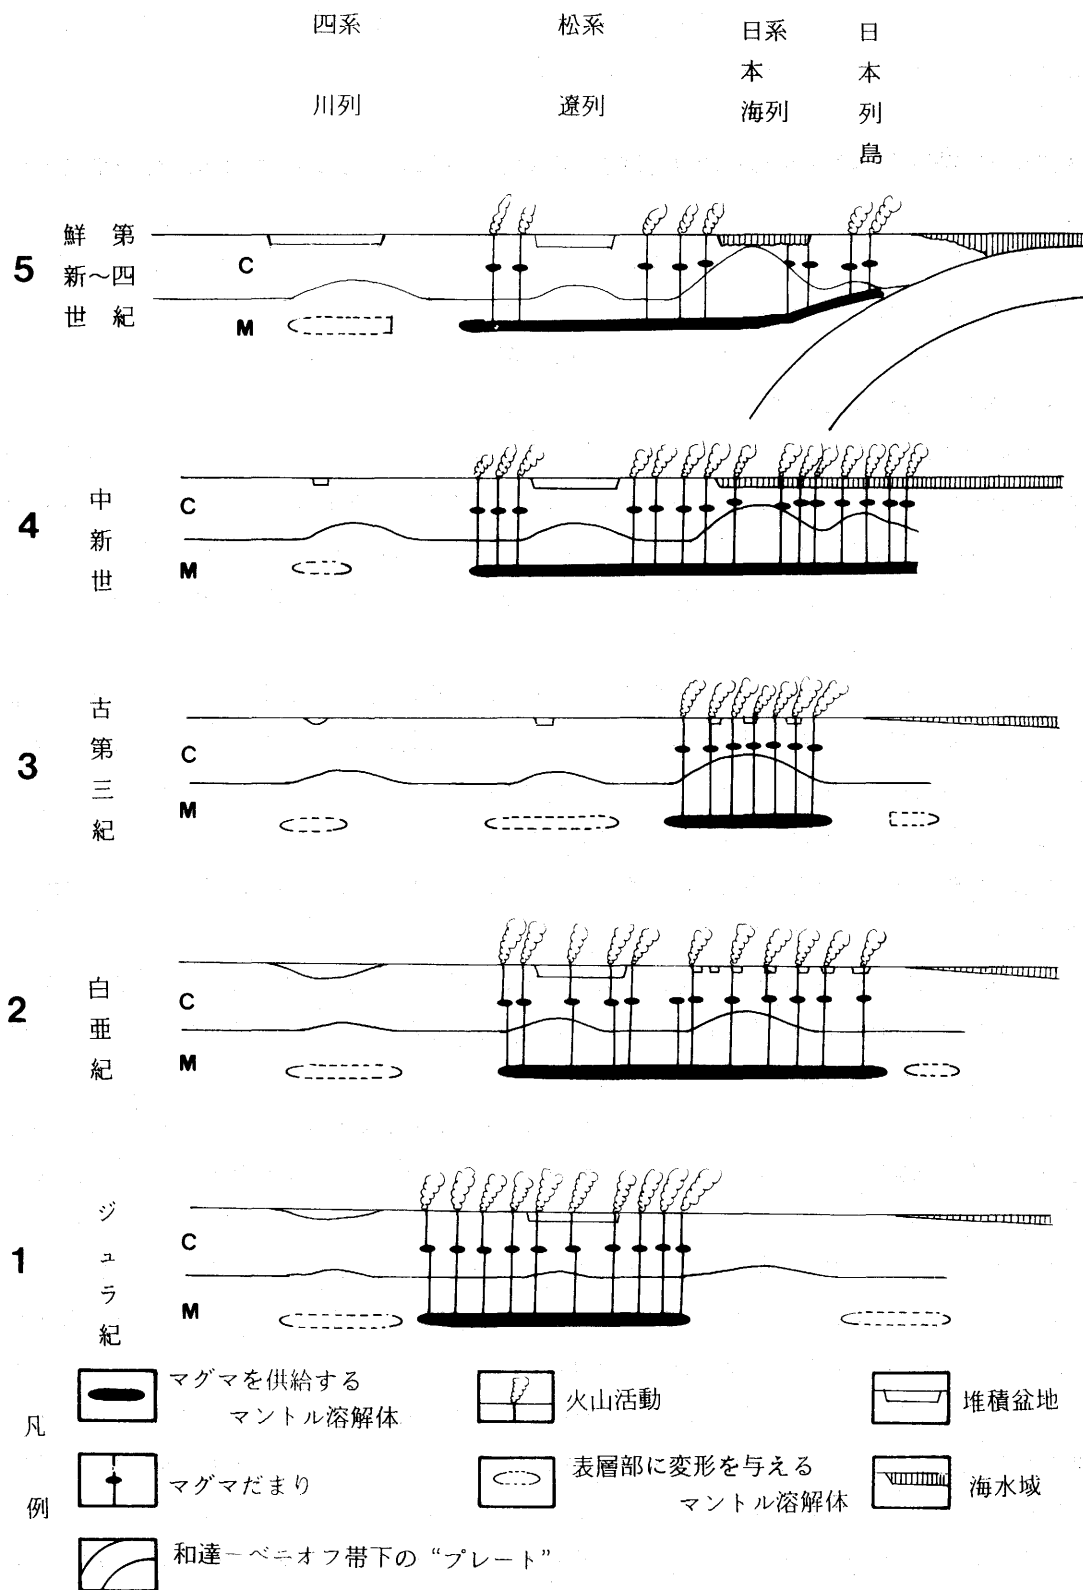 四川系列
松遼系列
日本海系列
日本列島
5
鮮新世~第四紀
C
M
4
中新世
C
M
3
古第三紀
C
M
2
白亜紀
C
M
1
ジュラ紀
C
M
凡例
マグマを供給する
マントル溶解体
火山活動
堆積盆地
マグマだまり
表層部に変形を与える
マントル溶解体
海水域
和達-ベニオフ帯下の“プレート”